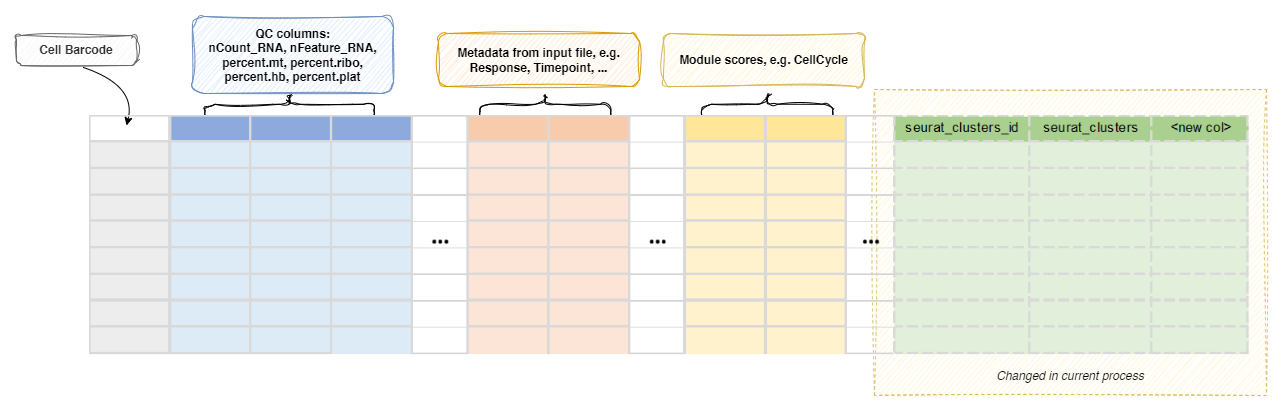 Cell Barcode
QC columns:
nCount_RNA, nFeature_RNA,
percent.mt, percent.ribo,
percent.hb, percent.plat
Metadata from input file, e.g.
Response, Timepoint, ...
Module scores, e.g. CellCycle
seurat_clusters_id
seurat_clusters
<new col>
...
...
...
Changed in current process